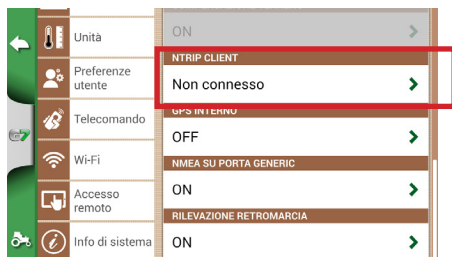 Unità
Preferenze
utente
Telecomando
Wi-Fi
Accesso
remoto
Info di sistema
ON
NTRIP CLIENT
Non connesso
GPS INTERNO
OFF
NMEA SU PORTA GENERIC
ON
RILEVAZIONE RETROMARCIA
ON